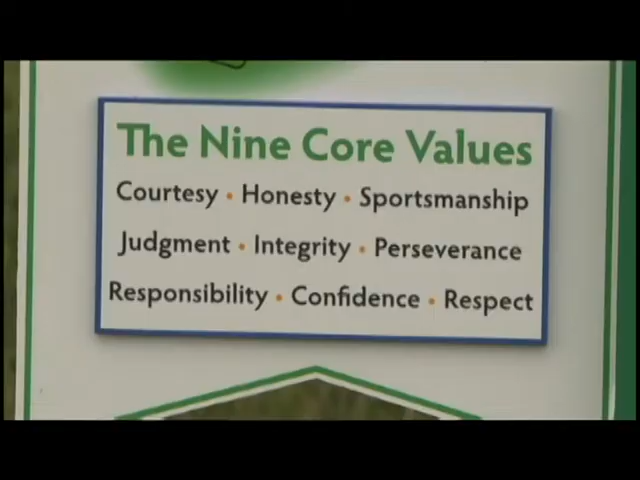 The Nine Core Values
Courtesy • Honesty • Sportsmanship
Judgment • Integrity • Perseverance
Responsibility • Confidence • Respect